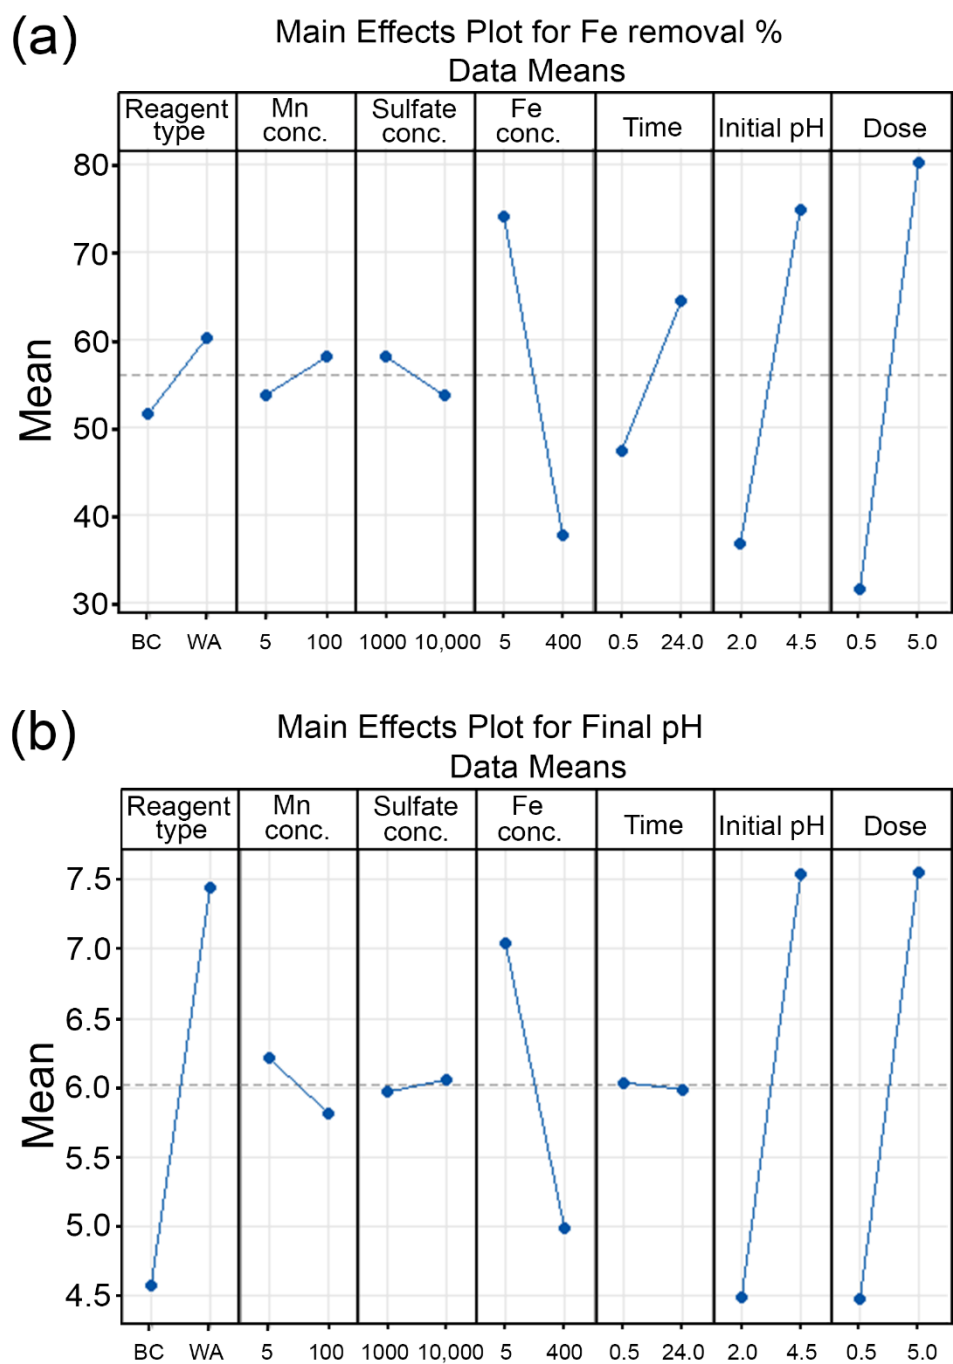 (a)
Main Effects Plot for Fe removal %
Data Means
Reagent type
Mn conc.
Sulfate conc.
Fe conc.
Time
Initial pH
Dose
Mean
80
70
60
50
40
30
BC WA 5 100 1000 10,000 5 400 0.5 24.0 2.0 4.5 0.5 5.0
(b)
Main Effects Plot for Final pH
Data Means
Reagent type
Mn conc.
Sulfate conc.
Fe conc.
Time
Initial pH
Dose
Mean
7.5
7.0
6.5
6.0
5.5
5.0
4.5
BC WA 5 100 1000 10,000 5 400 0.5 24.0 2.0 4.5 0.5 5.0